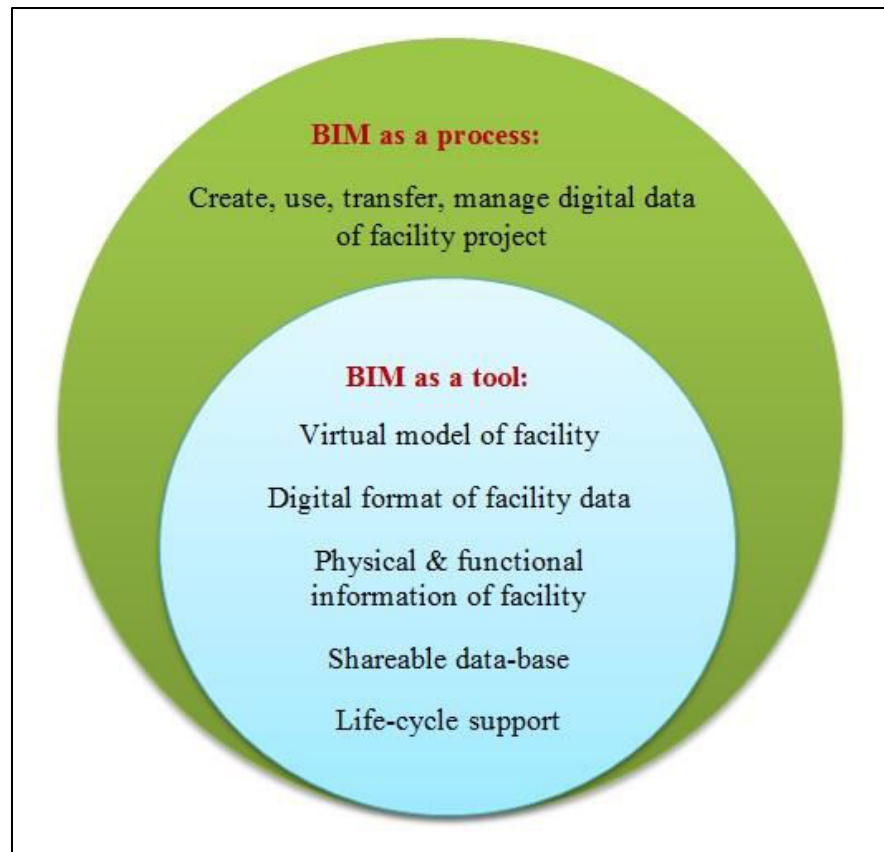 BIM as a process:
Create, use, transfer, manage digital data
of facility project
BIM as a tool:
Virtual model of facility
Digital format of facility data
Physical & functional
information of facility
Shareable data-base
Life-cycle support